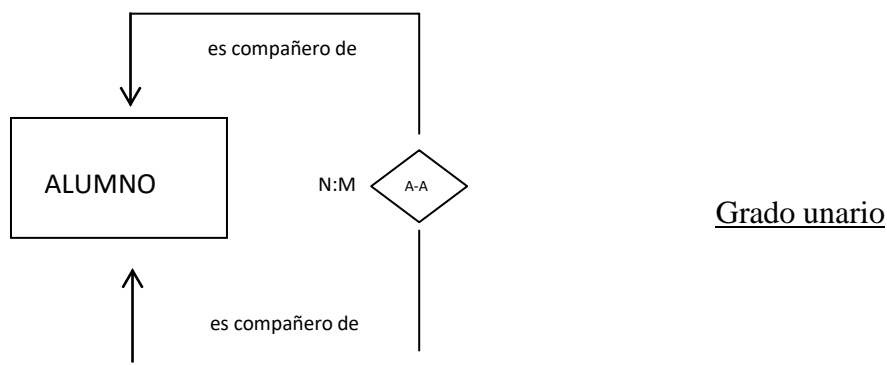 es compañero de
ALUMNO
N:M
A-A
Grado unario
es compañero de